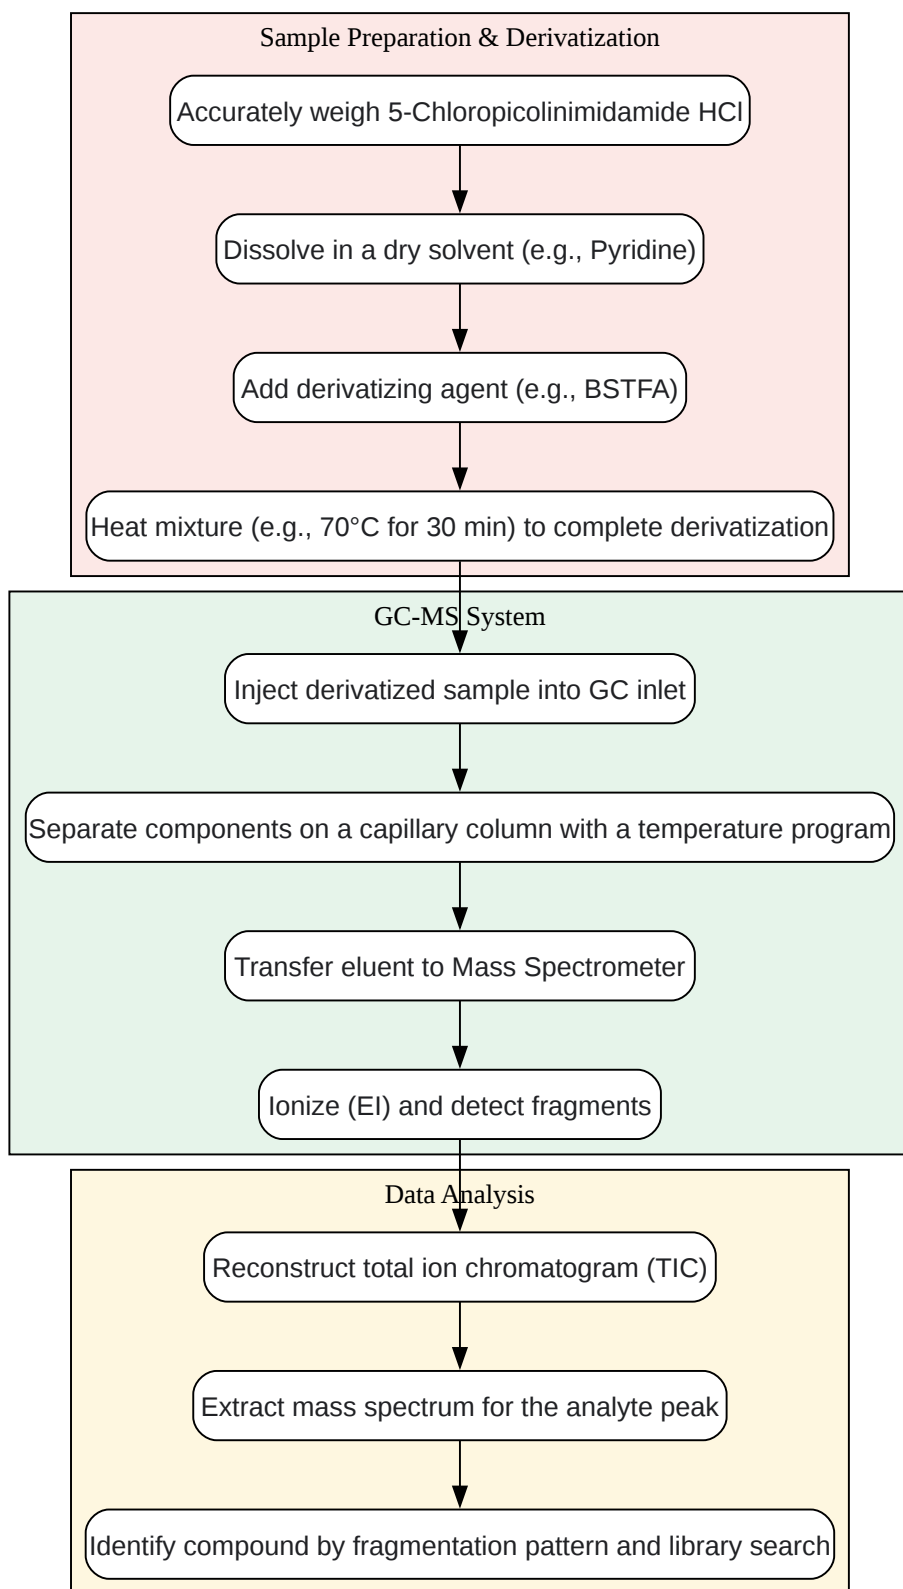 Sample Preparation & Derivatization
Accurately weigh 5-Chloropicolinimidamide HCl
Dissolve in a dry solvent (e.g., Pyridine)
Add derivatizing agent (e.g., BSTFA)
Heat mixture (e.g., 70°C for 30 min) to complete derivatization
GC-MS System
Inject derivatized sample into GC inlet
Separate components on a capillary column with a temperature program
Transfer eluent to Mass Spectrometer
Ionize (EI) and detect fragments
Data Analysis
Reconstruct total ion chromatogram (TIC)
Extract mass spectrum for the analyte peak
Identify compound by fragmentation pattern and library search